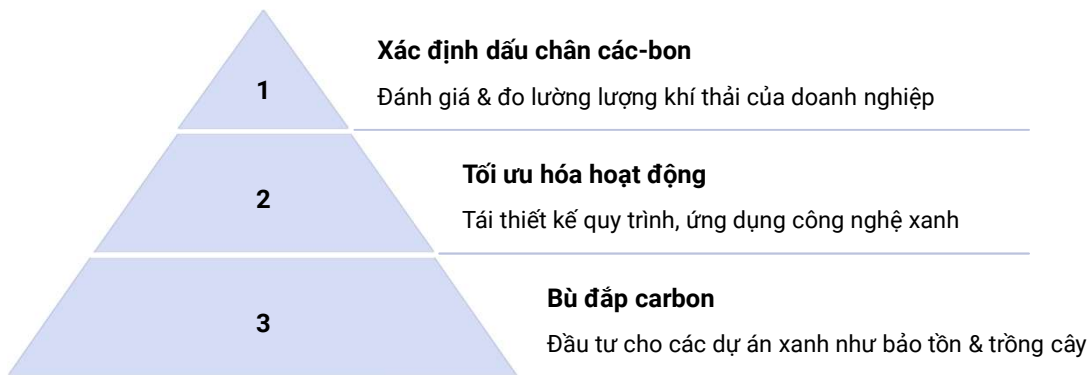 1
Xác định dấu chân các-bon
Đánh giá & đo lường lượng khí thải của doanh nghiệp
2
Tối ưu hóa hoạt động
Tái thiết kế quy trình, ứng dụng công nghệ xanh
3
Bù đắp carbon
Đầu tư cho các dự án xanh như bảo tồn & trồng cây